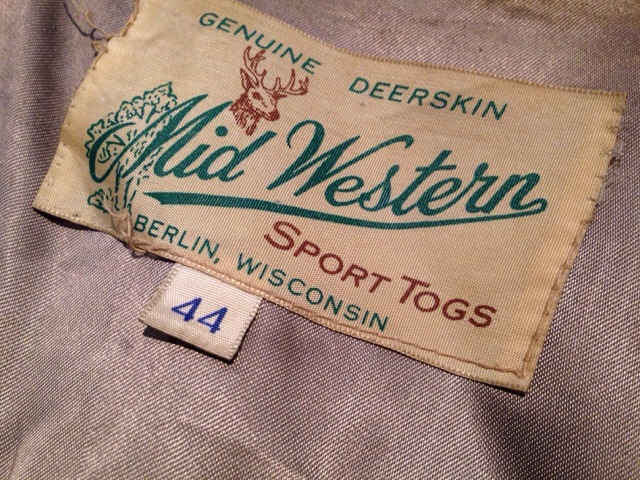 GENUINE DEERSKIN
Mid Western
SPORT TOGS
BERLIN, WISCONSIN
44